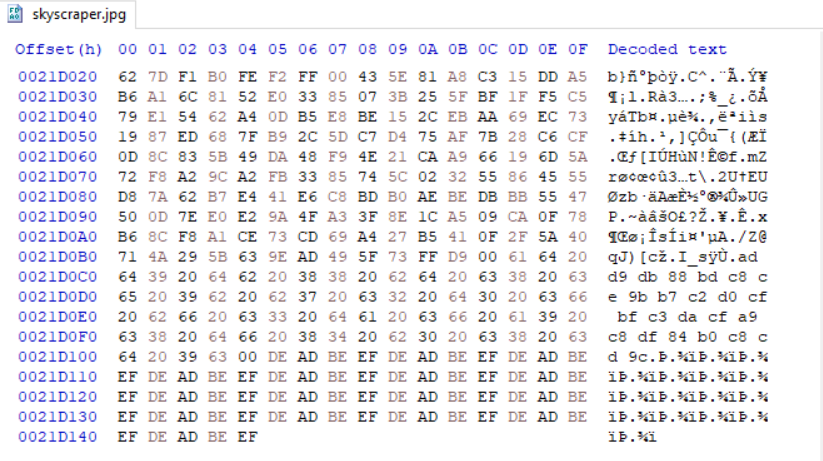 skyscraper.jpg
Offset(h) 00 01 02 03 04 05 06 07 08 09 0A 0B 0C 0D 0E 0F Decoded text
0021D020 62 7D F1 B0 FE F2 FF 00 43 5E 81 A8 C3 15 DD A5 b}ñ°þòÿ.C^.¨Ã.Ý¥
0021D030 B6 A1 6C 81 52 E0 33 85 07 3B 25 5F BF 1F F5 C5 ¶¡l.Rà3….;%_¿.õÅ
0021D040 79 E1 54 62 A4 0D B5 E8 BE 15 2C EB AA 69 EC 73 yáTb¤.µè¾.,ëªiìs
0021D050 19 87 ED 68 7F B9 2C 5D C7 D4 75 AF 7B 28 C6 CF .‡íh.¹,]ÇÔu¯{(ÆÏ
0021D060 0D 8C 83 5B 49 DA 48 F9 4E 21 CA A9 66 19 6D 5A .Œƒ[IÚHùN!Ê©f.mZ
0021D070 72 F8 A2 9C A2 FB 33 85 74 5C 02 32 55 86 45 55 rø¢œ¢û3…t\.2U†EU
0021D080 D8 7A 62 B7 E4 41 E6 C8 BD B0 AE BE DB BB 55 47 Øzb·äAæÈ½°®¾Û»UG
0021D090 50 0D 7E E0 E2 9A 4F A3 3F 8E 1C A5 09 CA 0F 78 P.~àâšO£?Ž.¥.Ê.x
0021D0A0 B6 8C F8 A1 CE 73 CD 69 A4 27 B5 41 0F 2F 5A 40 ¶Œø¡ÎsÍi¤'µA./Z@
0021D0B0 71 4A 29 5B 63 9E AD 49 5F 73 FF D9 00 61 64 20 qJ)[cž.I_sÿÙ.ad
0021D0C0 64 39 20 64 62 20 38 38 20 62 64 20 63 38 20 63 d9 db 88 bd c8 c
0021D0D0 65 20 39 62 20 62 37 20 63 32 20 64 30 20 63 66 e 9b b7 c2 d0 cf
0021D0E0 20 62 66 20 63 33 20 64 61 20 63 66 20 61 39 20 bf c3 da cf a9
0021D0F0 63 38 20 64 66 20 38 34 20 62 30 20 63 38 20 63 c8 df 84 b0 c8 c
0021D100 64 20 39 63 00 DE AD BE EF DE AD BE EF DE AD BE d 9c.Þ.¾ïÞ.¾ïÞ.¾
0021D110 EF DE AD BE EF DE AD BE EF DE AD BE EF DE AD BE ïÞ.¾ïÞ.¾ïÞ.¾ïÞ.¾
0021D120 EF DE AD BE EF DE AD BE EF DE AD BE EF DE AD BE ïÞ.¾ïÞ.¾ïÞ.¾ïÞ.¾
0021D130 EF DE AD BE EF DE AD BE EF DE AD BE EF DE AD BE ïÞ.¾ïÞ.¾ïÞ.¾ïÞ.¾
0021D140 EF DE AD BE EF ïÞ.¾ï